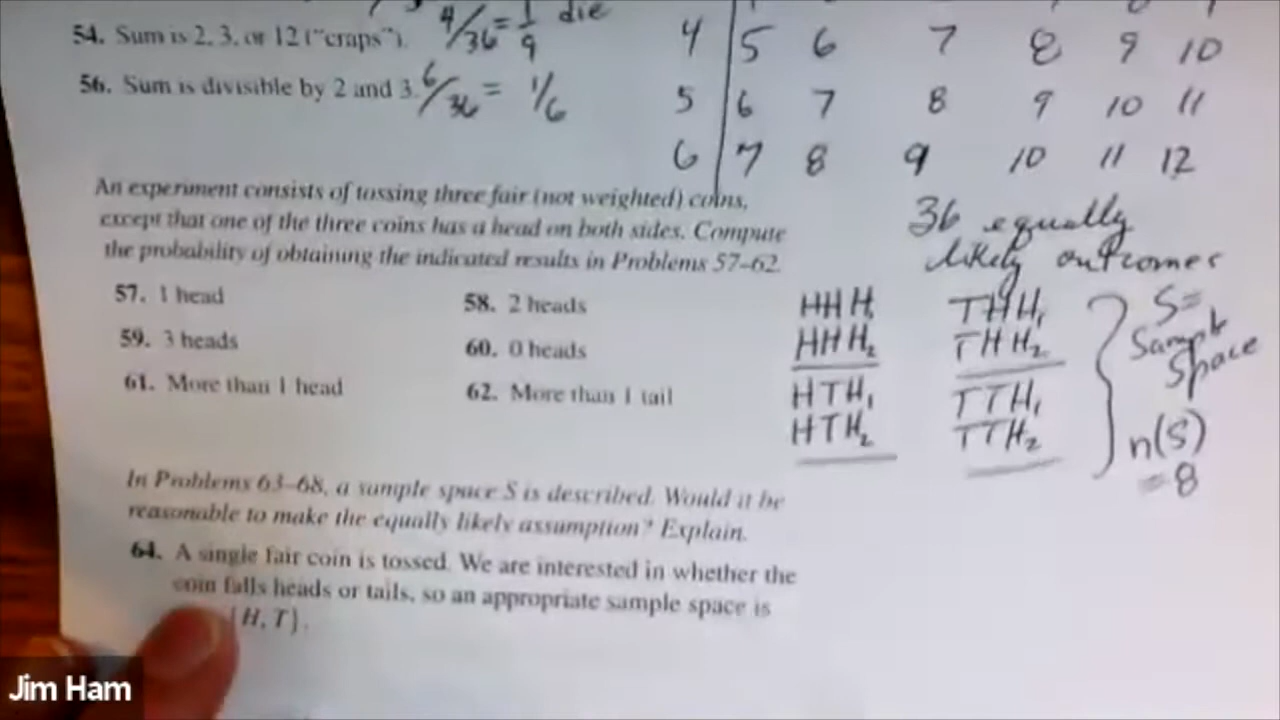 4/36 = 1/9 die
54. Sum is 2, 3, or 12 ("craps").
56. Sum is divisible by 2 and 3. 6/36 = 1/6
4 5 6 7 8 9 10
5 6 7 8 9 10 11
6 7 8 9 10 11 12
36 equally
likely outcomes
An experiment consists of tossing three fair (not weighted) coins,
except that one of the three coins has a head on both sides. Compute
the probability of obtaining the indicated results in Problems 57–62.
57. 1 head
58. 2 heads
59. 3 heads
60. 0 heads
61. More than 1 head
62. More than 1 tail
HHH₁ THH₁
HHH₂ THH₂
HTH₁ TTH₁
HTH₂ TTH₂
S=
Sample
Space
n(S)
=8
In Problems 63–68, a sample space S is described. Would it be
reasonable to make the equally likely assumption? Explain.
64. A single fair coin is tossed. We are interested in whether the
coin falls heads or tails, so an appropriate sample space is
{H, T}.
Jim Ham